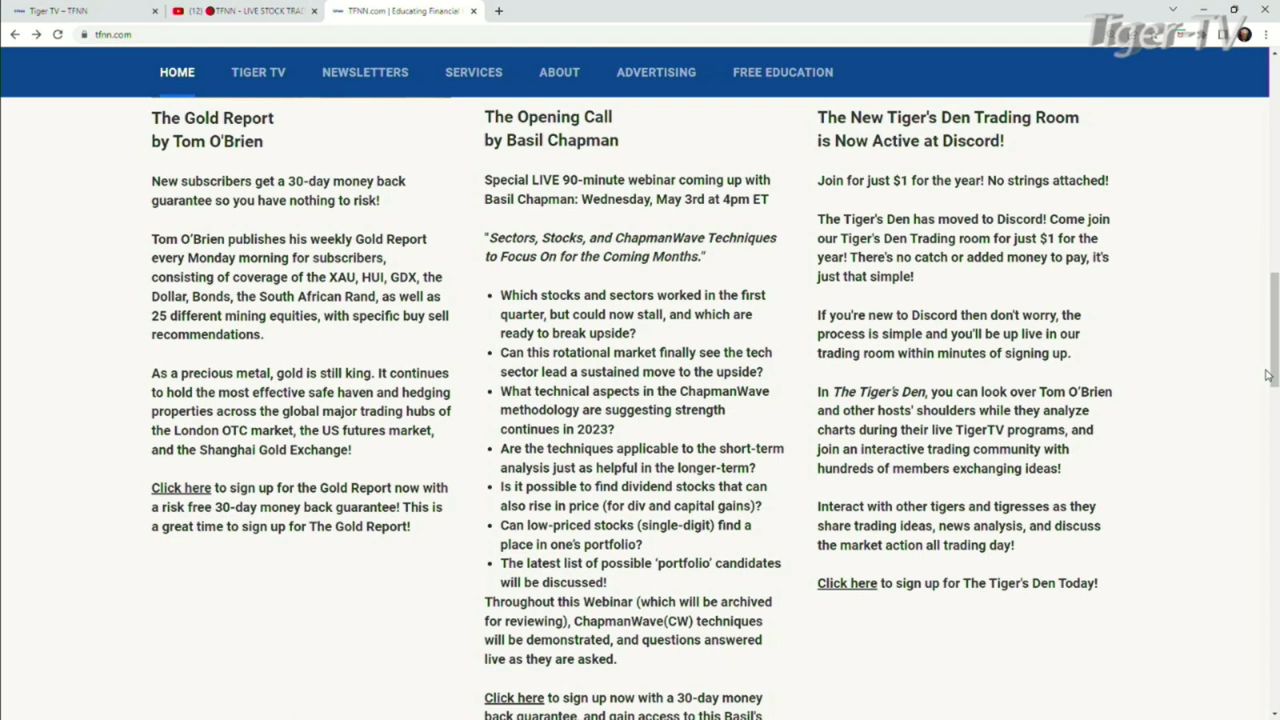 Tiger TV – TFNN
(12) 🔴TFNN - LIVE STOCK TRA
TFNN.com | Educating Financial
tfnn.com
Tiger TV
HOME
TIGER TV
NEWSLETTERS
SERVICES
ABOUT
ADVERTISING
FREE EDUCATION
The Gold Report
by Tom O'Brien
New subscribers get a 30-day money back
guarantee so you have nothing to risk!
Tom O'Brien publishes his weekly Gold Report
every Monday morning for subscribers,
consisting of coverage of the XAU, HUI, GDX, the
Dollar, Bonds, the South African Rand, as well as
25 different mining equities, with specific buy sell
recommendations.
As a precious metal, gold is still king. It continues
to hold the most effective safe haven and hedging
properties across the global major trading hubs of
the London OTC market, the US futures market,
and the Shanghai Gold Exchange!
Click here to sign up for the Gold Report now with
a risk free 30-day money back guarantee! This is
a great time to sign up for The Gold Report!
The Opening Call
by Basil Chapman
Special LIVE 90-minute webinar coming up with
Basil Chapman: Wednesday, May 3rd at 4pm ET
"Sectors, Stocks, and ChapmanWave Techniques
to Focus On for the Coming Months."
• Which stocks and sectors worked in the first
quarter, but could now stall, and which are
ready to break upside?
• Can this rotational market finally see the tech
sector lead a sustained move to the upside?
• What technical aspects in the ChapmanWave
methodology are suggesting strength
continues in 2023?
• Are the techniques applicable to the short-term
analysis just as helpful in the longer-term?
• Is it possible to find dividend stocks that can
also rise in price (for div and capital gains)?
• Can low-priced stocks (single-digit) find a
place in one's portfolio?
• The latest list of possible 'portfolio' candidates
will be discussed!
Throughout this Webinar (which will be archived
for reviewing), ChapmanWave(CW) techniques
will be demonstrated, and questions answered
live as they are asked.
Click here to sign up now with a 30-day money
back guarantee, and gain access to this Basil's
The New Tiger's Den Trading Room
is Now Active at Discord!
Join for just $1 for the year! No strings attached!
The Tiger's Den has moved to Discord! Come join
our Tiger's Den Trading room for just $1 for the
year! There's no catch or added money to pay, it's
just that simple!
If you're new to Discord then don't worry, the
process is simple and you'll be up live in our
trading room within minutes of signing up.
In The Tiger's Den, you can look over Tom O'Brien
and other hosts' shoulders while they analyze
charts during their live TigerTV programs, and
join an interactive trading community with
hundreds of members exchanging ideas!
Interact with other tigers and tigresses as they
share trading ideas, news analysis, and discuss
the market action all trading day!
Click here to sign up for The Tiger's Den Today!